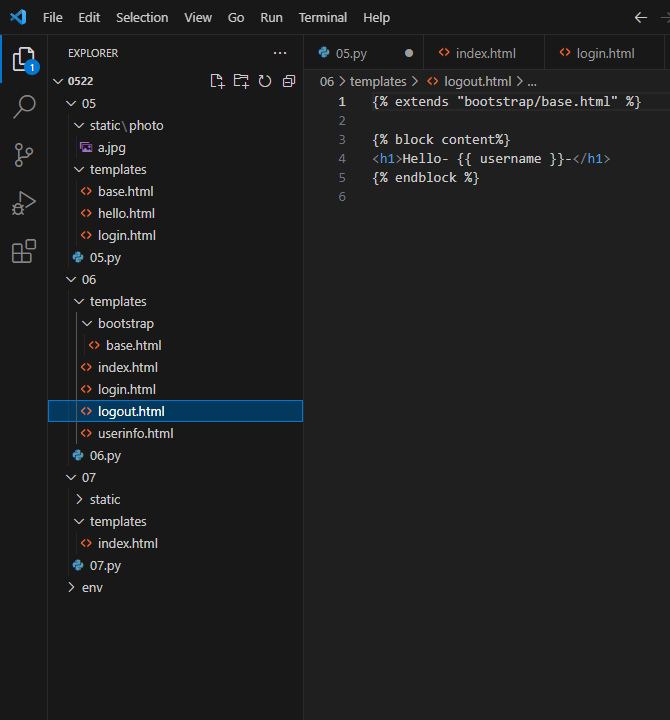 File Edit Selection View Go Run Terminal Help
EXPLORER
05.py index.html login.html
1
0522
06 > templates > logout.html > ...
05
static\photo
a.jpg
templates
base.html
hello.html
login.html
05.py
06
templates
bootstrap
base.html
index.html
login.html
logout.html
userinfo.html
06.py
07
static
templates
index.html
07.py
env
1 {% extends "bootstrap/base.html" %}
2
3 {% block content%}
4 <h1>Hello- {{ username }}-</h1>
5 {% endblock %}
6